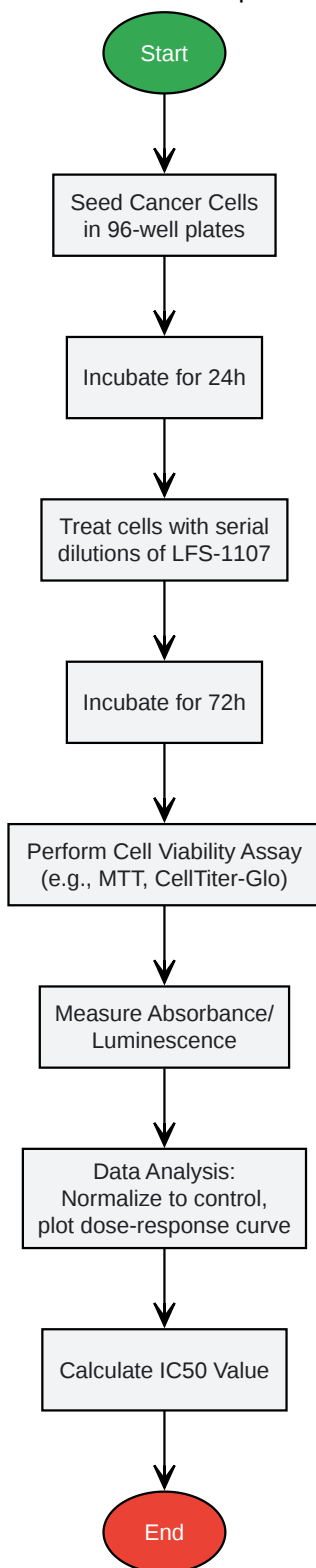 Start
Seed Cancer Cells
in 96-well plates
Incubate for 24h
Treat cells with serial
dilutions of LFS-1107
Incubate for 72h
Perform Cell Viability Assay
(e.g., MTT, CellTiter-Glo)
Measure Absorbance/
Luminescence
Data Analysis:
Normalize to control,
plot dose-response curve
Calculate IC50 Value
End